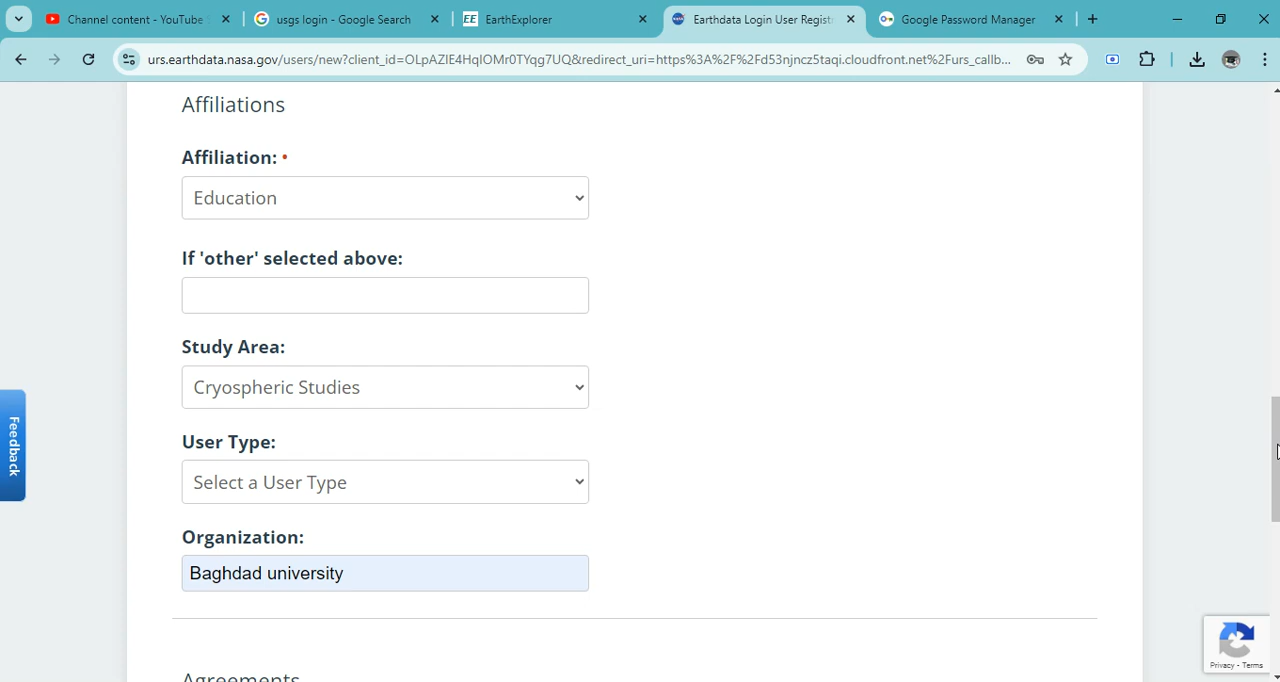 Channel content - YouTube
usgs login - Google Search
EE EarthExplorer
Earthdata Login User Registr
Google Password Manager
urs.earthdata.nasa.gov/users/new?client_id=OLpAZlE4HqIOMr0TYqg7UQ&redirect_uri=https%3A%2F%2Fd53njncz5taqi.cloudfront.net%2Furs_callb...
Affiliations
Affiliation: •
Education
If 'other' selected above:
Study Area:
Cryospheric Studies
Feedback
User Type:
Select a User Type
Organization:
Baghdad university
Privacy - Terms
Agreements